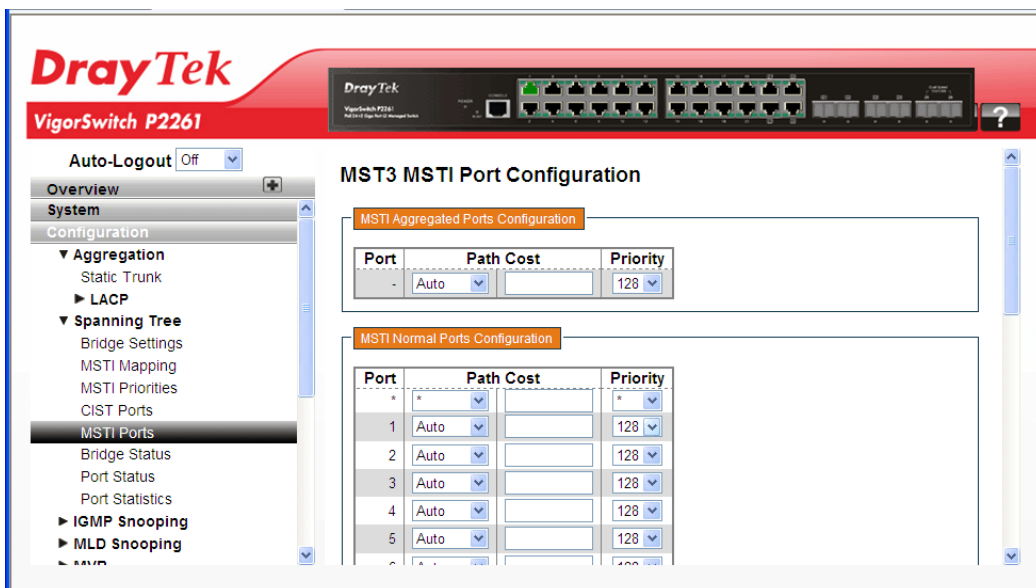 DrayTek
VigorSwitch P2261
DrayTek
VigorSwitch P2261
?
Auto-Logout Off
Overview
System
Configuration
▼ Aggregation
Static Trunk
► LACP
▼ Spanning Tree
Bridge Settings
MSTI Mapping
MSTI Priorities
CIST Ports
MSTI Ports
Bridge Status
Port Status
Port Statistics
► IGMP Snooping
► MLD Snooping
► MVR
MST3 MSTI Port Configuration
MSTI Aggregated Ports Configuration
Port Path Cost Priority
- Auto 128
MSTI Normal Ports Configuration
Port Path Cost Priority
* * *
1 Auto 128
2 Auto 128
3 Auto 128
4 Auto 128
5 Auto 128